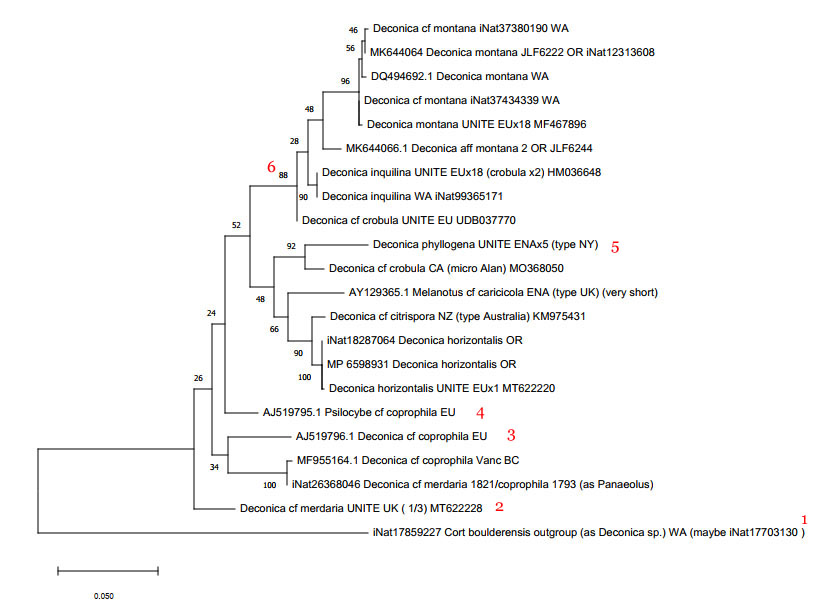 46
Deconica cf montana iNat37380190 WA
56
MK644064 Deconica montana JLF6222 OR iNat12313608
DQ494692.1 Deconica montana WA
96
Deconica cf montana iNat37434339 WA
Deconica montana UNITE EUx18 MF467896
48
MK644066.1 Deconica aff montana 2 OR JLF6244
28
6
88
Deconica inquilina UNITE EUx18 (crobula x2) HM036648
90
Deconica inquilina WA iNat99365171
Deconica cf crobula UNITE EU UDB037770
52
92
Deconica phyllogena UNITE ENAx5 (type NY)
5
Deconica cf crobula CA (micro Alan) MO368050
48
AY129365.1 Melanotus cf caricicola ENA (type UK) (very short)
24
66
Deconica cf citrispora NZ (type Australia) KM975431
iNat18287064 Deconica horizontalis OR
90
MP 6598931 Deconica horizontalis OR
100
Deconica horizontalis UNITE EUx1 MT622220
26
AJ519795.1 Psilocybe cf coprophila EU
4
AJ519796.1 Deconica cf coprophila EU
3
34
MF955164.1 Deconica cf coprophila Vanc BC
100
iNat26368046 Deconica cf merdaria 1821/coprophila 1793 (as Panaeolus)
Deconica cf merdaria UNITE UK ( 1/3) MT622228
2
1
iNat17859227 Cort boulderensis outgroup (as Deconica sp.) WA (maybe iNat17703130 )
0.050